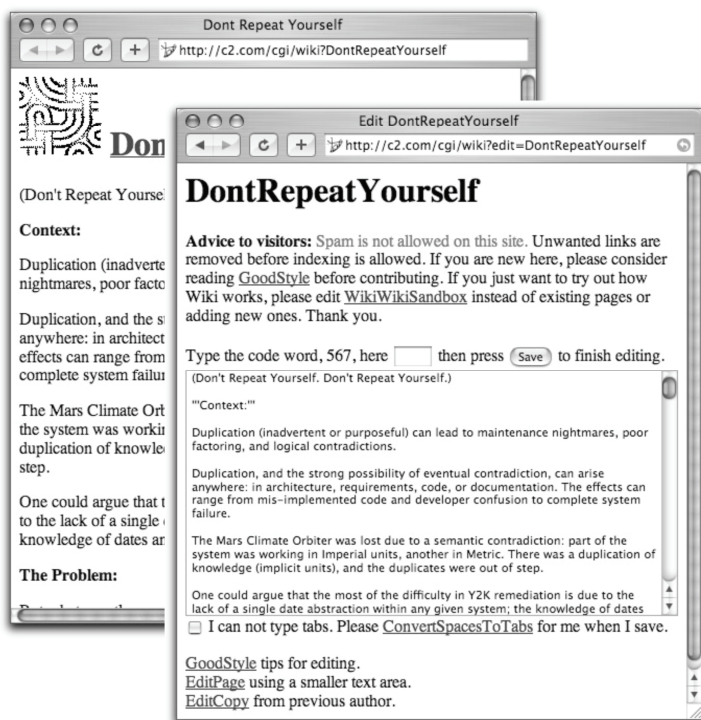 Dont Repeat Yourself
http://c2.com/cgi/wiki?DontRepeatYourself
Don
(Don't Repeat Yourse
Context:
Duplication (inadverte
nightmares, poor facto
Duplication, and the
anywhere: in architect
effects can range from
complete system failur
The Mars Climate Orb
the system was workin
duplication of knowle
step.
One could argue that t
to the lack of a single
knowledge of dates an
The Problem:
Edit DontRepeatYourself
http://c2.com/cgi/wiki?edit=DontRepeatYourself
DontRepeatYourself
Advice to visitors: Spam is not allowed on this site. Unwanted links are
removed before indexing is allowed. If you are new here, please consider
reading GoodStyle before contributing. If you just want to try out how
Wiki works, please edit WikiWikiSandbox instead of existing pages or
adding new ones. Thank you.
Type the code word, 567, here then press Save to finish editing.
(Don't Repeat Yourself. Don't Repeat Yourself.)
'''Context:'''
Duplication (inadvertent or purposeful) can lead to maintenance nightmares, poor
factoring, and logical contradictions.
Duplication, and the strong possibility of eventual contradiction, can arise
anywhere: in architecture, requirements, code, or documentation. The effects can
range from mis-implemented code and developer confusion to complete system
failure.
The Mars Climate Orbiter was lost due to a semantic contradiction: part of the
system was working in Imperial units, another in Metric. There was a duplication of
knowledge (implicit units), and the duplicates were out of step.
One could argue that the most of the difficulty in Y2K remediation is due to the
lack of a single date abstraction within any given system; the knowledge of dates
I can not type tabs. Please ConvertSpacesToTabs for me when I save.
GoodStyle tips for editing.
EditPage using a smaller text area.
EditCopy from previous author.